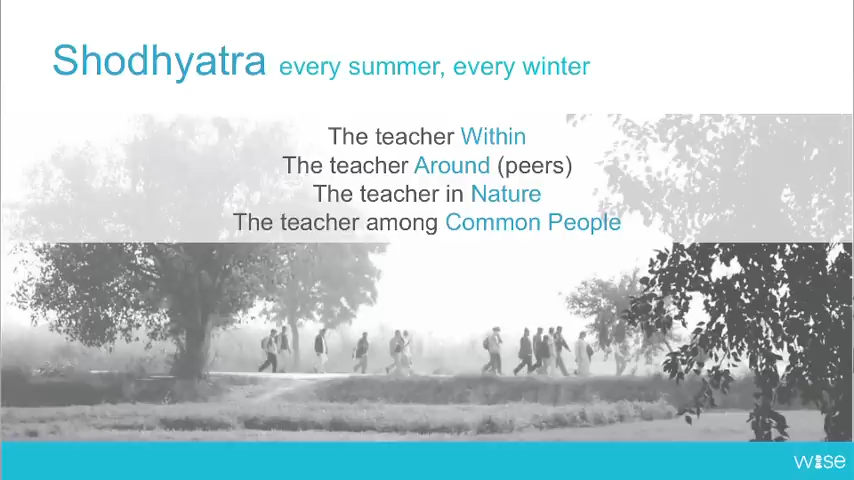 Shodhyatra every summer, every winter
The teacher Within
The teacher Around (peers)
The teacher in Nature
The teacher among Common People
wise